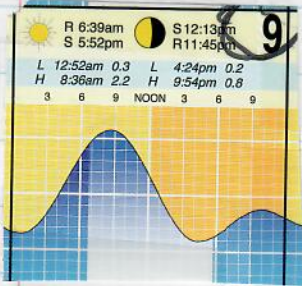 R 6:39am S 12:13pm 9
S 5:52pm R 11:45pm
L 12:52am 0.3 L 4:24pm 0.2
H 8:36am 2.2 H 9:54pm 0.8
3 6 9 NOON 3 6 9